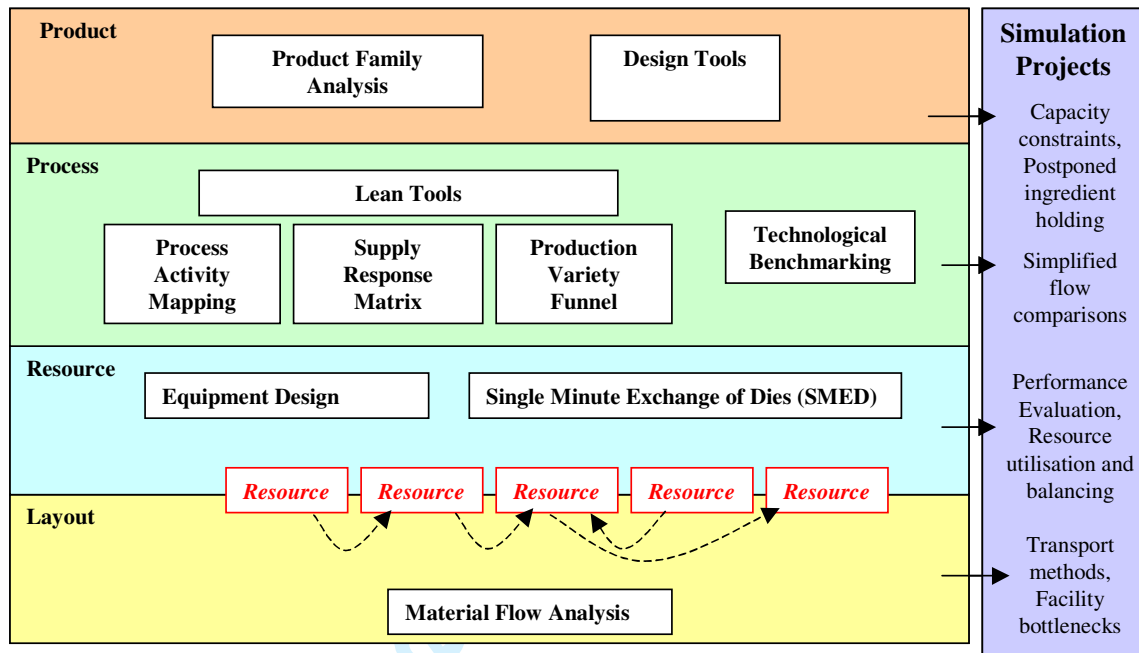 Product
Product Family
Analysis
Design Tools
Process
Lean Tools
Process
Activity
Mapping
Supply
Response
Matrix
Production
Variety
Funnel
Technological
Benchmarking
Resource
Equipment Design
Single Minute Exchange of Dies (SMED)
Resource
Resource
Resource
Resource
Resource
Layout
Material Flow Analysis
Simulation
Projects
Capacity
constraints,
Postponed
ingredient
holding
Simplified
flow
comparisons
Performance
Evaluation,
Resource
utilisation and
balancing
Transport
methods,
Facility
bottlenecks